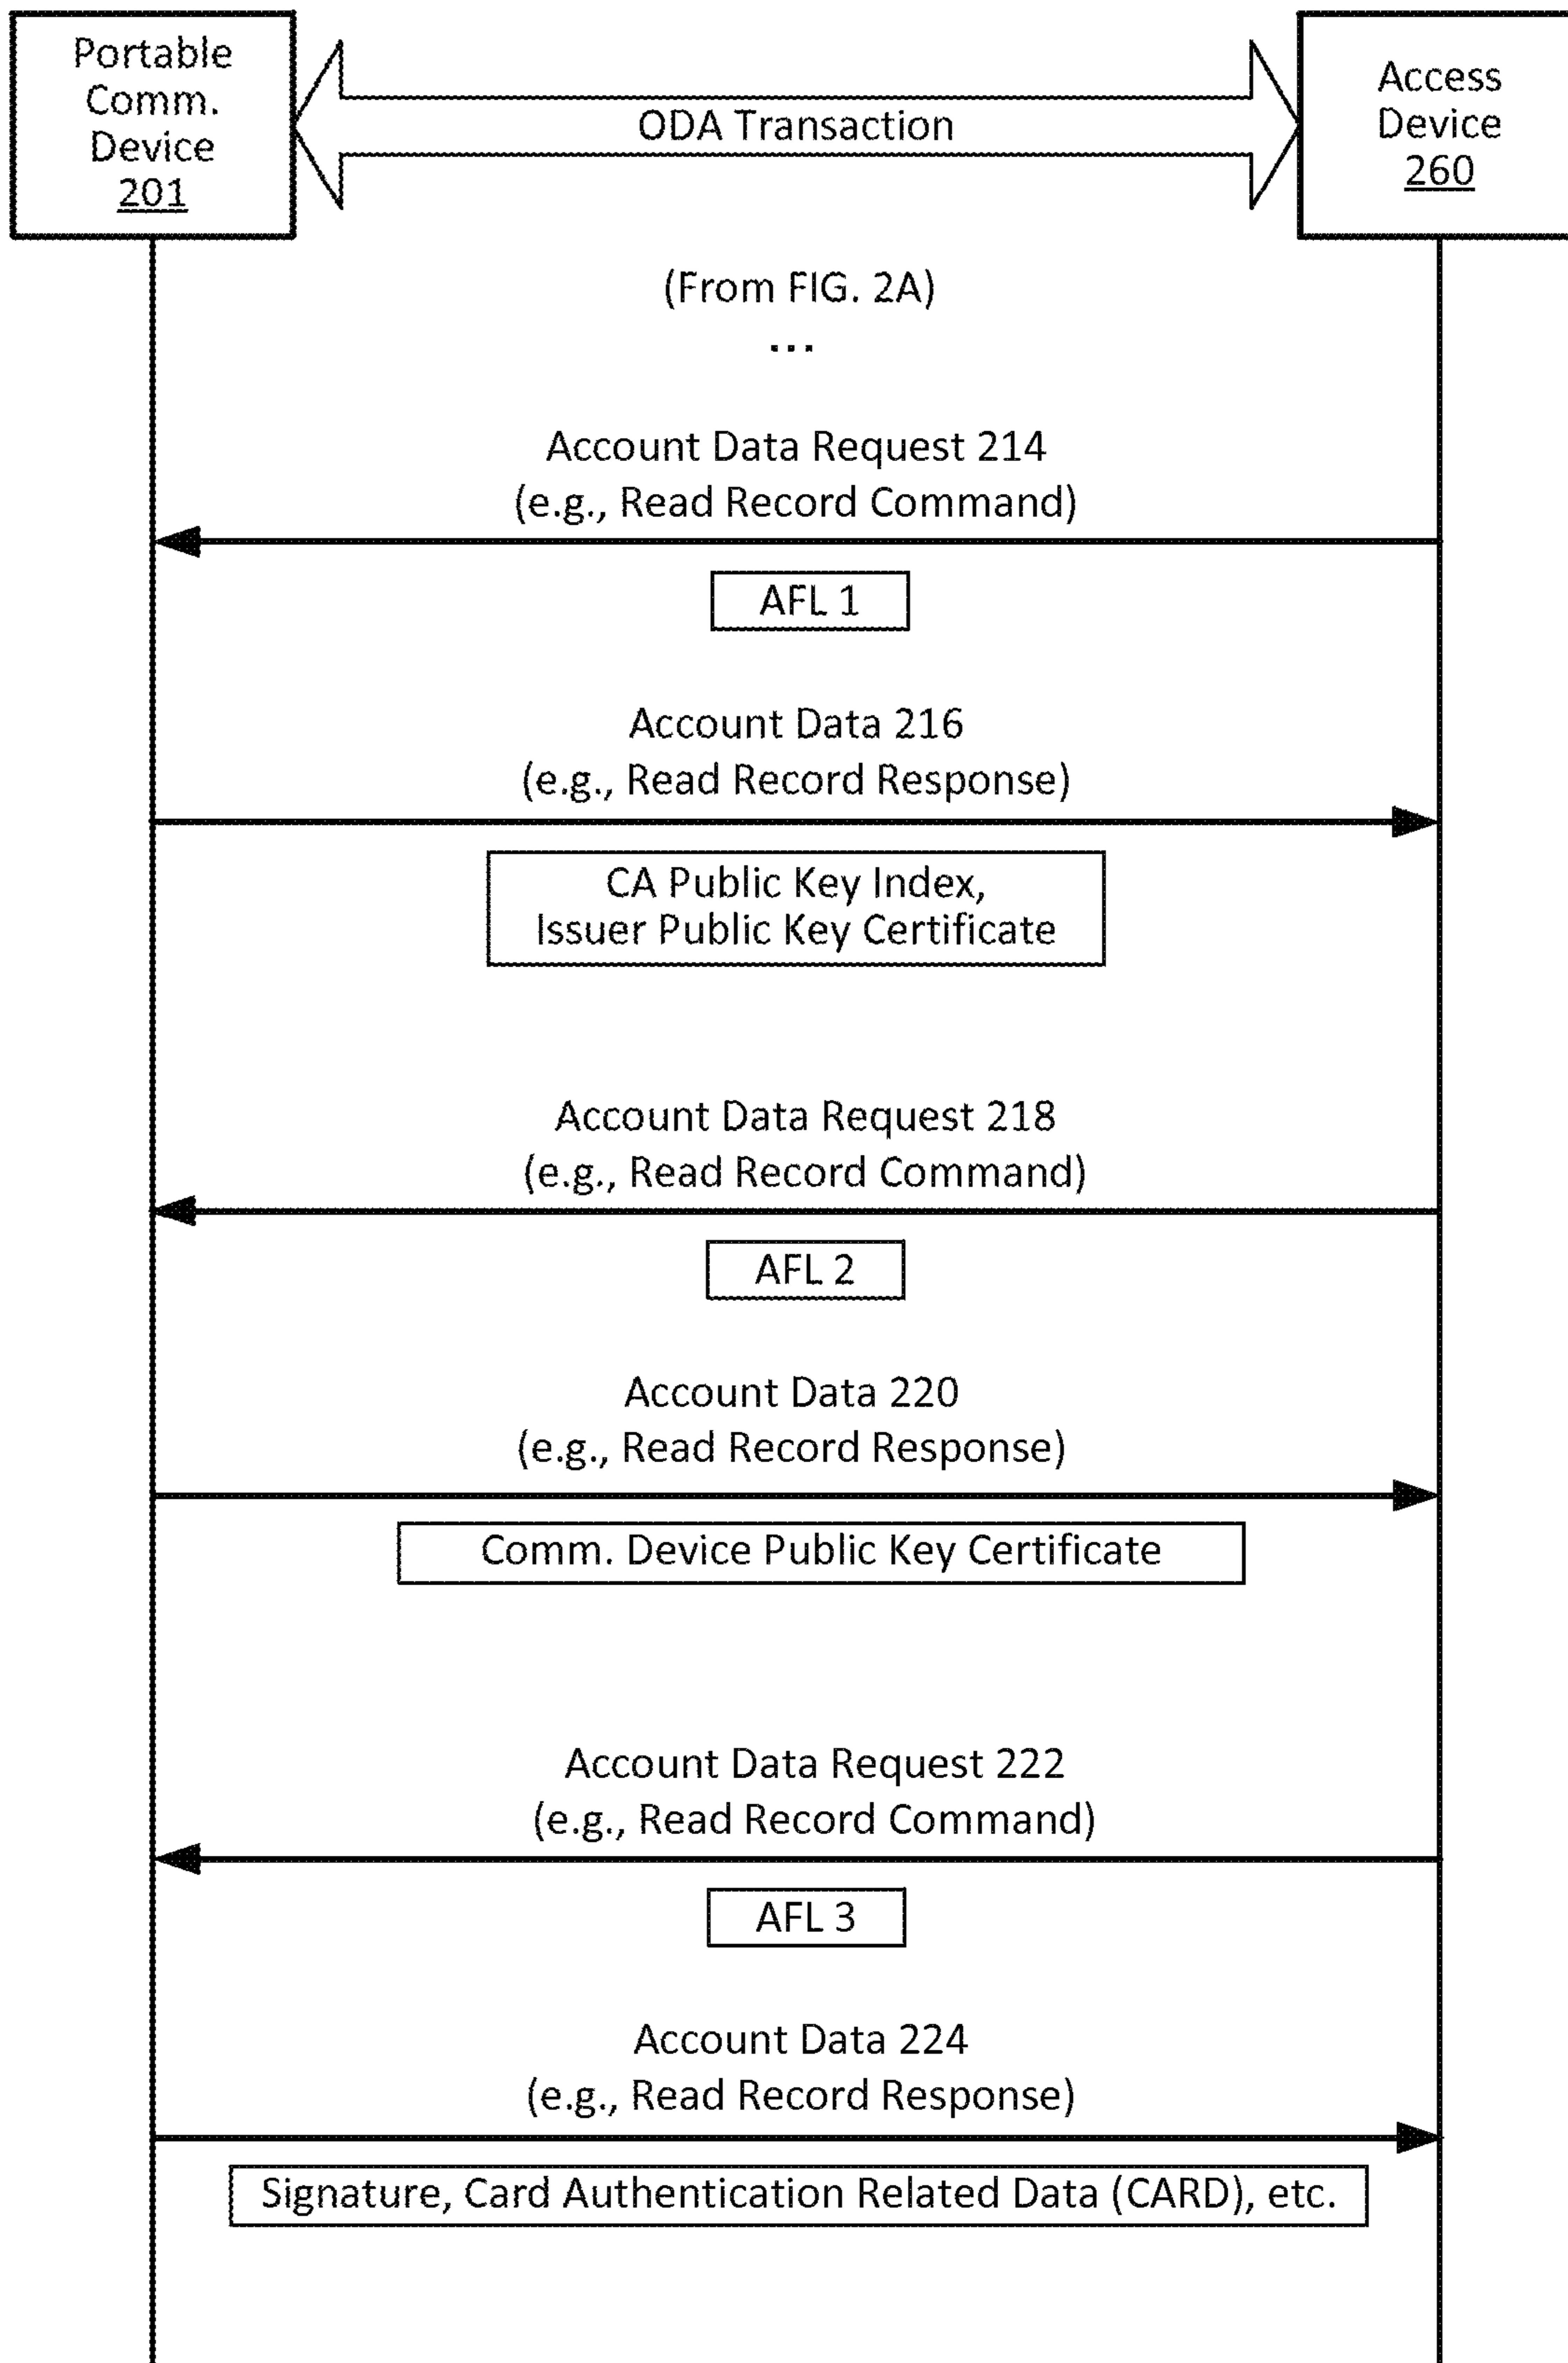 Portable
Comm.
Device
201
ODA Transaction
Access
Device
260
(From FIG. 2A)
...
Account Data Request 214
(e.g., Read Record Command)
AFL 1
Account Data 216
(e.g., Read Record Response)
CA Public Key Index,
Issuer Public Key Certificate
Account Data Request 218
(e.g., Read Record Command)
AFL 2
Account Data 220
(e.g., Read Record Response)
Comm. Device Public Key Certificate
Account Data Request 222
(e.g., Read Record Command)
AFL 3
Account Data 224
(e.g., Read Record Response)
Signature, Card Authentication Related Data (CARD), etc.